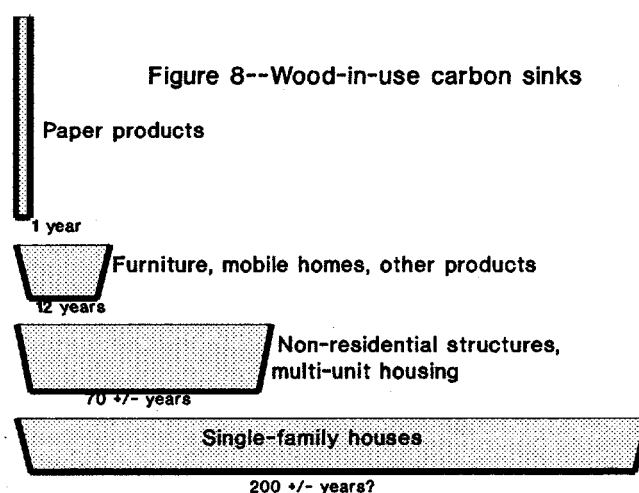 Figure 8--Wood-in-use carbon sinks
Paper products
1 year
Furniture, mobile homes, other products
12 years
Non-residential structures,
multi-unit housing
70 +/- years
Single-family houses
200 +/- years?